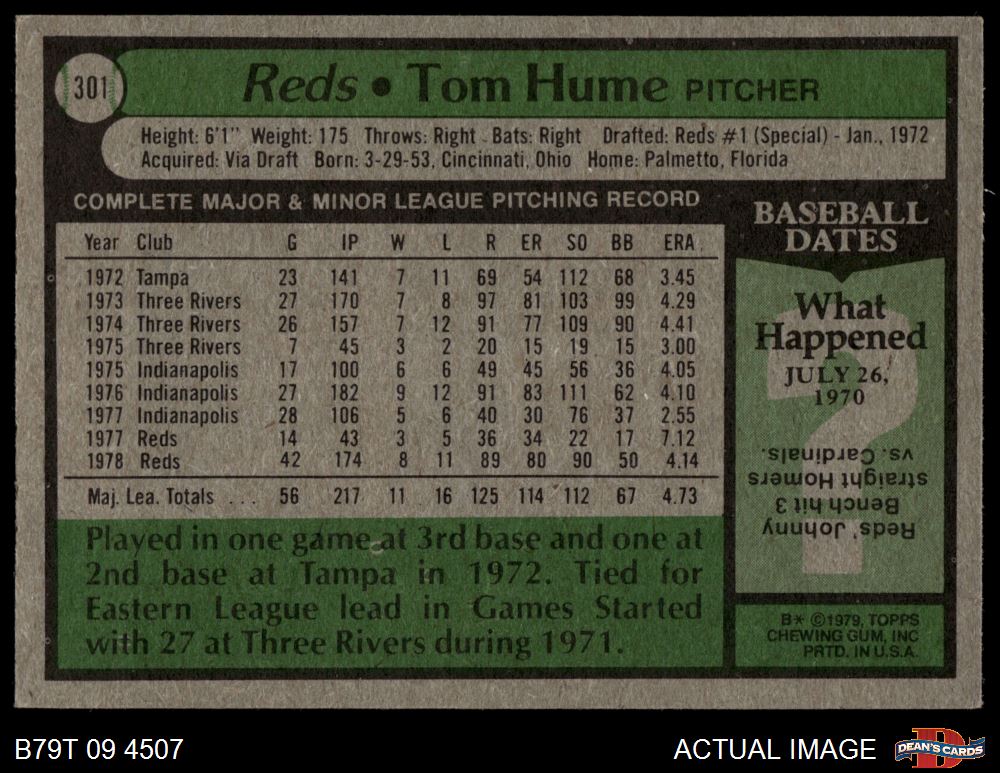 301
Reds • Tom Hume PITCHER
Height: 6'1" Weight: 175 Throws: Right Bats: Right Drafted: Reds #1 (Special) - Jan., 1972
Acquired: Via Draft Born: 3-29-53, Cincinnati, Ohio Home: Palmetto, Florida
COMPLETE MAJOR & MINOR LEAGUE PITCHING RECORD
Year Club G IP W L R ER SO BB ERA
1972 Tampa 23 141 7 11 69 54 112 68 3.45
1973 Three Rivers 27 170 7 8 97 81 103 99 4.29
1974 Three Rivers 26 157 7 12 91 77 109 90 4.41
1975 Three Rivers 7 45 3 2 20 15 19 15 3.00
1975 Indianapolis 17 100 6 6 49 45 56 36 4.05
1976 Indianapolis 27 182 9 12 91 83 111 62 4.10
1977 Indianapolis 28 106 5 6 40 30 76 37 2.55
1977 Reds 14 43 3 5 36 34 22 17 7.12
1978 Reds 42 174 8 11 89 80 90 50 4.14
Maj. Lea. Totals . . . 56 217 11 16 125 114 112 67 4.73
Played in one game at 3rd base and one at
2nd base at Tampa in 1972. Tied for
Eastern League lead in Games Started
with 27 at Three Rivers during 1971.
BASEBALL
DATES
What
Happened
JULY 26,
1970
?
Reds' Johnny
Bench hit 3
straight Homers
vs. Cardinals.
B* ©1979, TOPPS
CHEWING GUM, INC
PRTD. IN U.S.A.
B79T 09 4507
ACTUAL IMAGE
D
DEAN'S CARDS